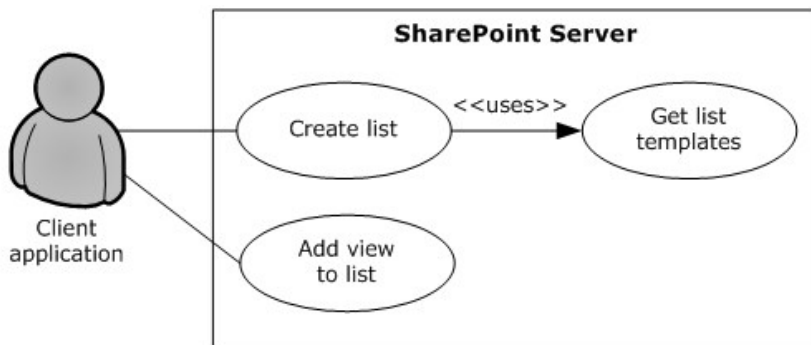 SharePoint Server
Create list
<<uses>>
Get list
templates
Client
application
Add view
to list